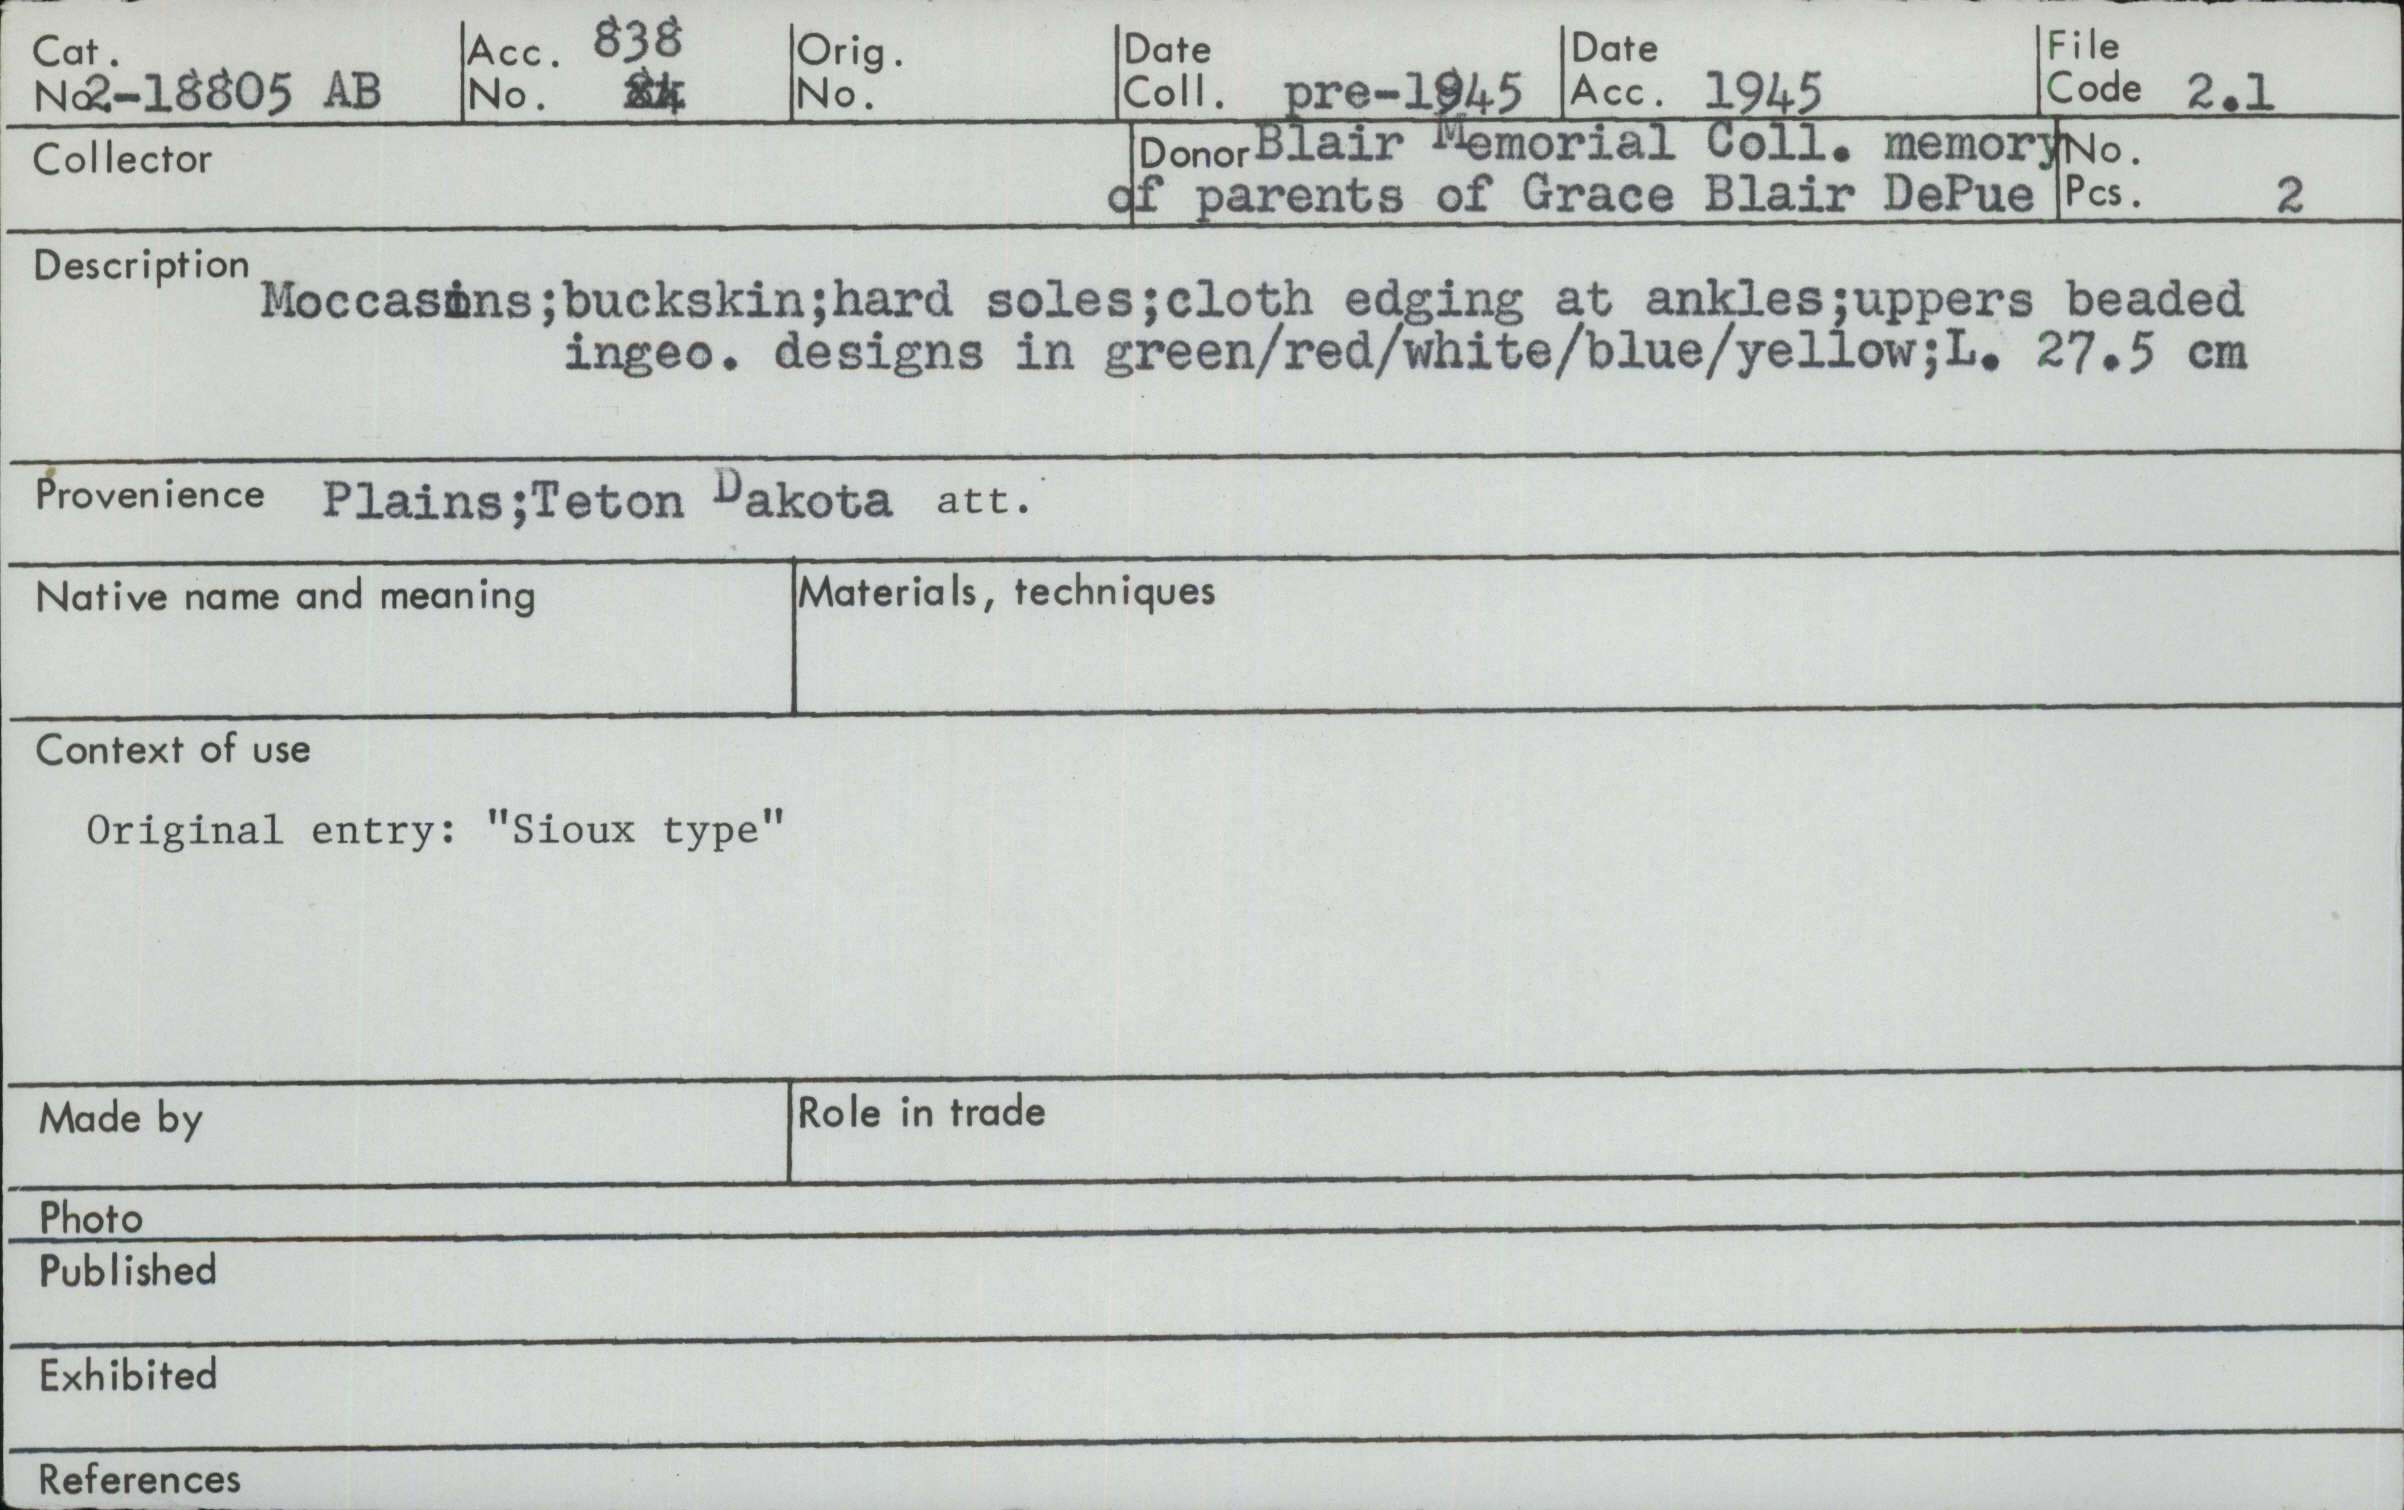 Cat. No. 2-18805 AB
Acc. No. 838
Orig. No.
Date Coll. pre-1945
Date Acc. 1945
File Code 2.1
Collector
Donor Blair Memorial Coll. memory
of parents of Grace Blair DePue
No. Pcs. 2
Description
Moccasins;buckskin;hard soles;cloth edging at ankles;uppers beaded
ingeo. designs in green/red/white/blue/yellow;L. 27.5 cm
Provenience Plains;Teton Dakota att.
Native name and meaning
Materials, techniques
Context of use
Original entry: "Sioux type"
Made by
Role in trade
Photo
Published
Exhibited
References